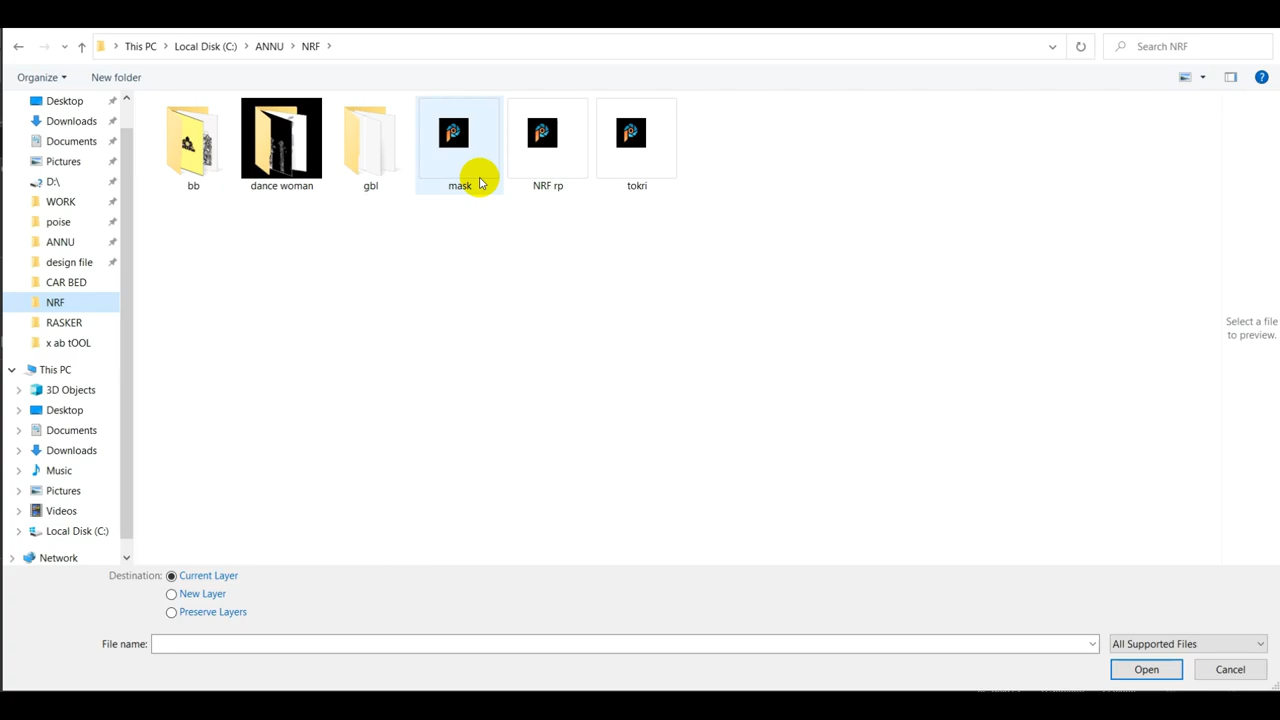 This PC > Local Disk (C:) > ANNU > NRF >
Search NRF
Organize
New folder
Desktop
Downloads
Documents
Pictures
D:\
WORK
poise
ANNU
design file
CAR BED
NRF
RASKER
x ab tOOL
This PC
3D Objects
Desktop
Documents
Downloads
Music
Pictures
Videos
Local Disk (C:)
Network
bb
dance woman
gbl
mask
NRF rp
tokri
Select a file
to preview.
Destination: Current Layer
New Layer
Preserve Layers
File name:
All Supported Files
Open
Cancel